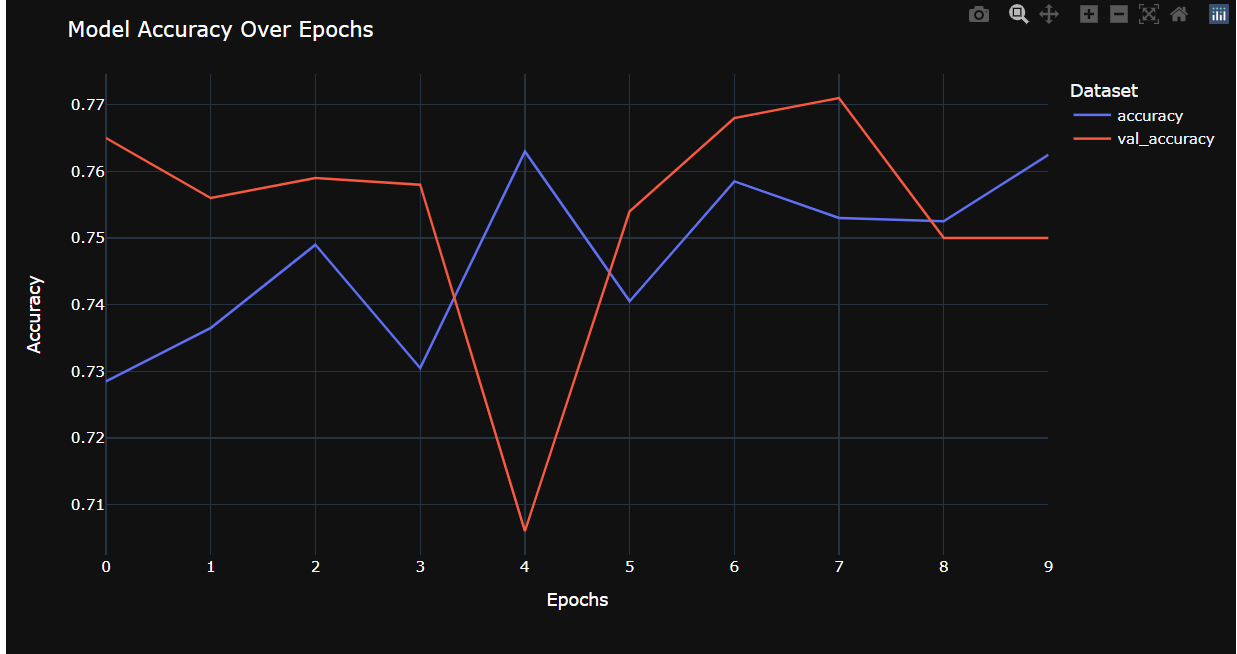 Model Accuracy Over Epochs
Dataset
accuracy
val_accuracy
0.77
0.76
0.75
0.74
0.73
0.72
0.71
Accuracy
0 1 2 3 4 5 6 7 8 9
Epochs